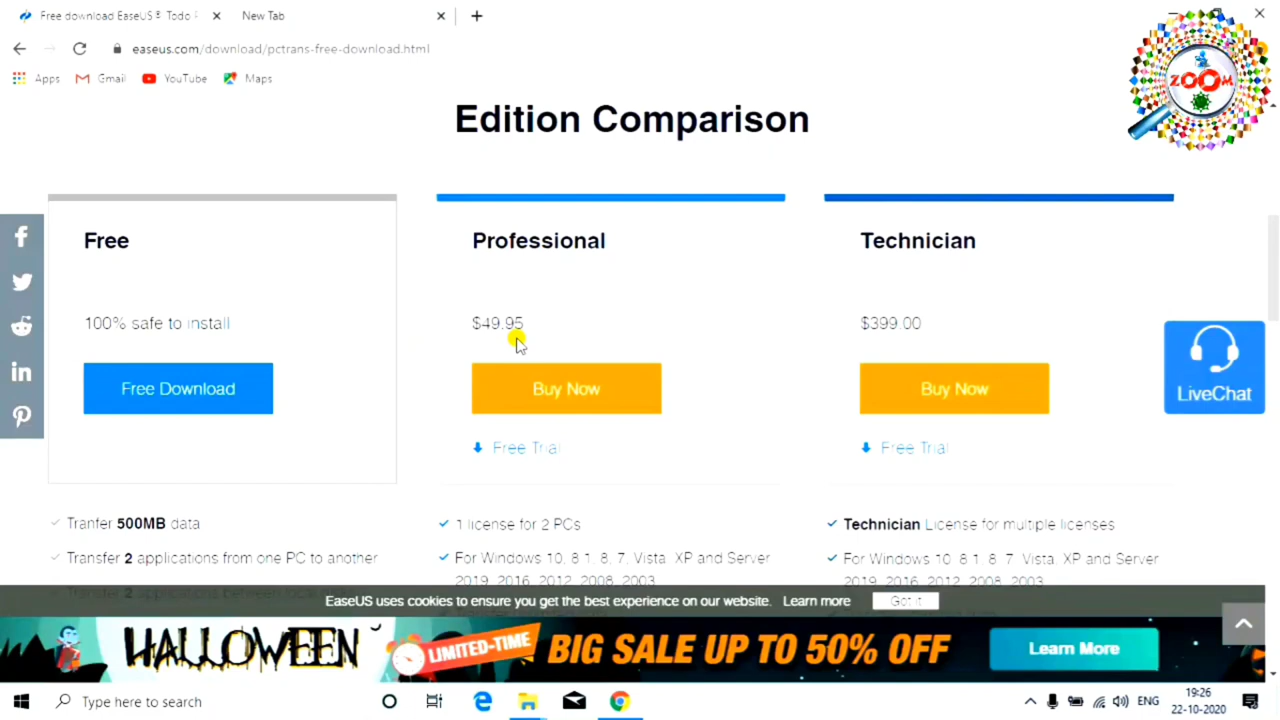 Free download EaseUS® Todo
New Tab
easeus.com/download/pctrans-free-download.html
Apps
Gmail
YouTube
Maps
ZOOM
Edition Comparison
Free
100% safe to install
Free Download
Professional
$49.95
Buy Now
Free Trial
Technician
$399.00
Buy Now
Free Trial
LiveChat
Tranfer 500MB data
Transfer 2 applications from one PC to another
Transfer 2 applications between
1 license for 2 PCs
For Windows 10, 8.1, 8, 7, Vista, XP and Server
2019, 2016, 2012, 2008, 2003
Technician License for multiple licenses
For Windows 10, 8.1, 8, 7, Vista, XP and Server
2019, 2016, 2012, 2008, 2003
EaseUS uses cookies to ensure you get the best experience on our website. Learn more
Got it
HALLOWEEN
LIMITED-TIME
BIG SALE UP TO 50% OFF
Learn More
Type here to search
ENG
19:26
22-10-2020